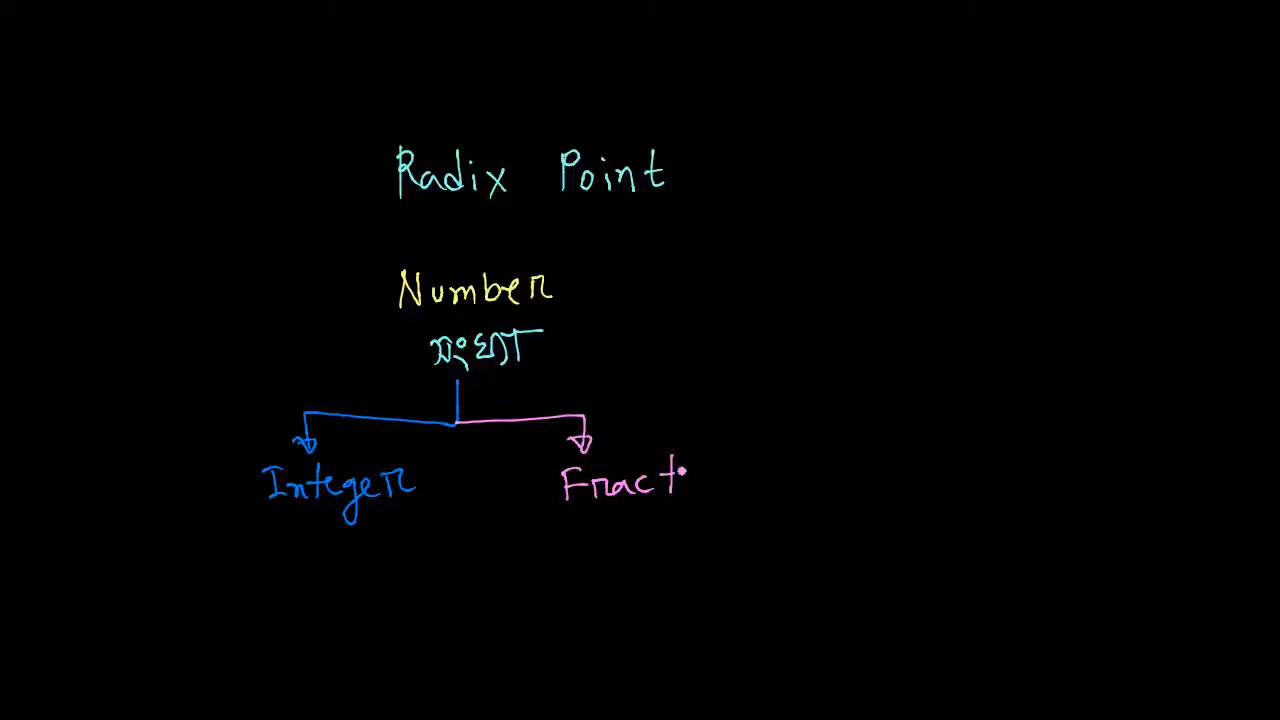 Radix Point
Number
সংখ্যা
Integer
Fract